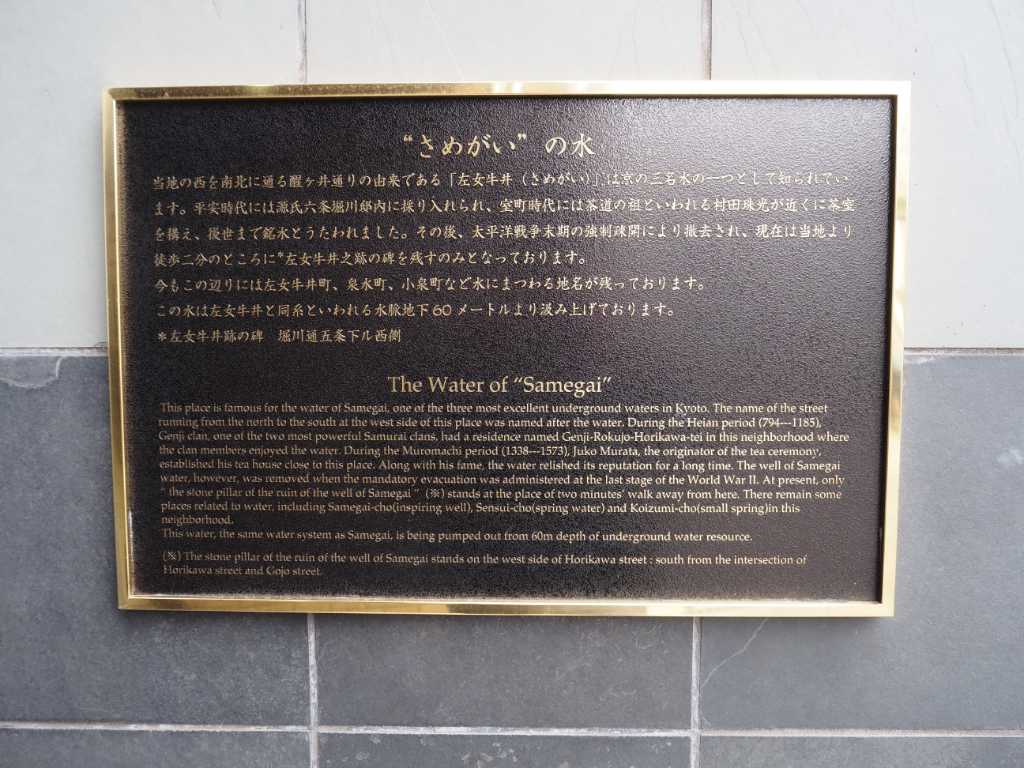 “さめがい” の水
当地の西を南北に通る醒ヶ井通りの由来である「左女牛井（さめがい）」は京の三名水の一つとして知られてい
ます。平安時代には源氏六条堀川邸内に採り入れられ、室町時代には茶道の祖といわれる村田珠光が近くに茶室
を構え、後世まで銘水とうたわれました。その後、太平洋戦争末期の強制疎開により撤去され、現在は当地より
徒歩二分のところに*左女牛井之跡の碑を残すのみとなっております。
今もこの辺りには左女牛井町、泉水町、小泉町など水にまつわる地名が残っております。
この水は左女牛井と同系といわれる水脈地下60メートルより汲み上げております。
*左女牛井跡の碑　堀川通五条下ル西側
The Water of “Samegai”
This place is famous for the water of Samegai, one of the three most excellent underground waters in Kyoto. The name of the street
running from the north to the south at the west side of this place was named after the water. During the Heian period (794---1185),
Genji clan, one of the two most powerful Samurai clans, had a residence named Genji-Rokujo-Horikawa-tei in this neighborhood where
the clan members enjoyed the water. During the Muromachi period (1338---1573), Juko Murata, the originator of the tea ceremony,
established his tea house close to this place. Along with his fame, the water relished its reputation for a long time. The well of Samegai
water, however, was removed when the mandatory evacuation was administered at the last stage of the World War II. At present, only
“ the stone pillar of the ruin of the well of Samegai ” (※) stands at the place of two minutes' walk away from here. There remain some
places related to water, including Samegai-cho(inspiring well), Sensui-cho(spring water) and Koizumi-cho(small spring)in this
neighborhood.
This water, the same water system as Samegai, is being pumped out from 60m depth of underground water resource.
(※) The stone pillar of the ruin of the well of Samegai stands on the west side of Horikawa street : south from the intersection of
Horikawa street and Gojo street.